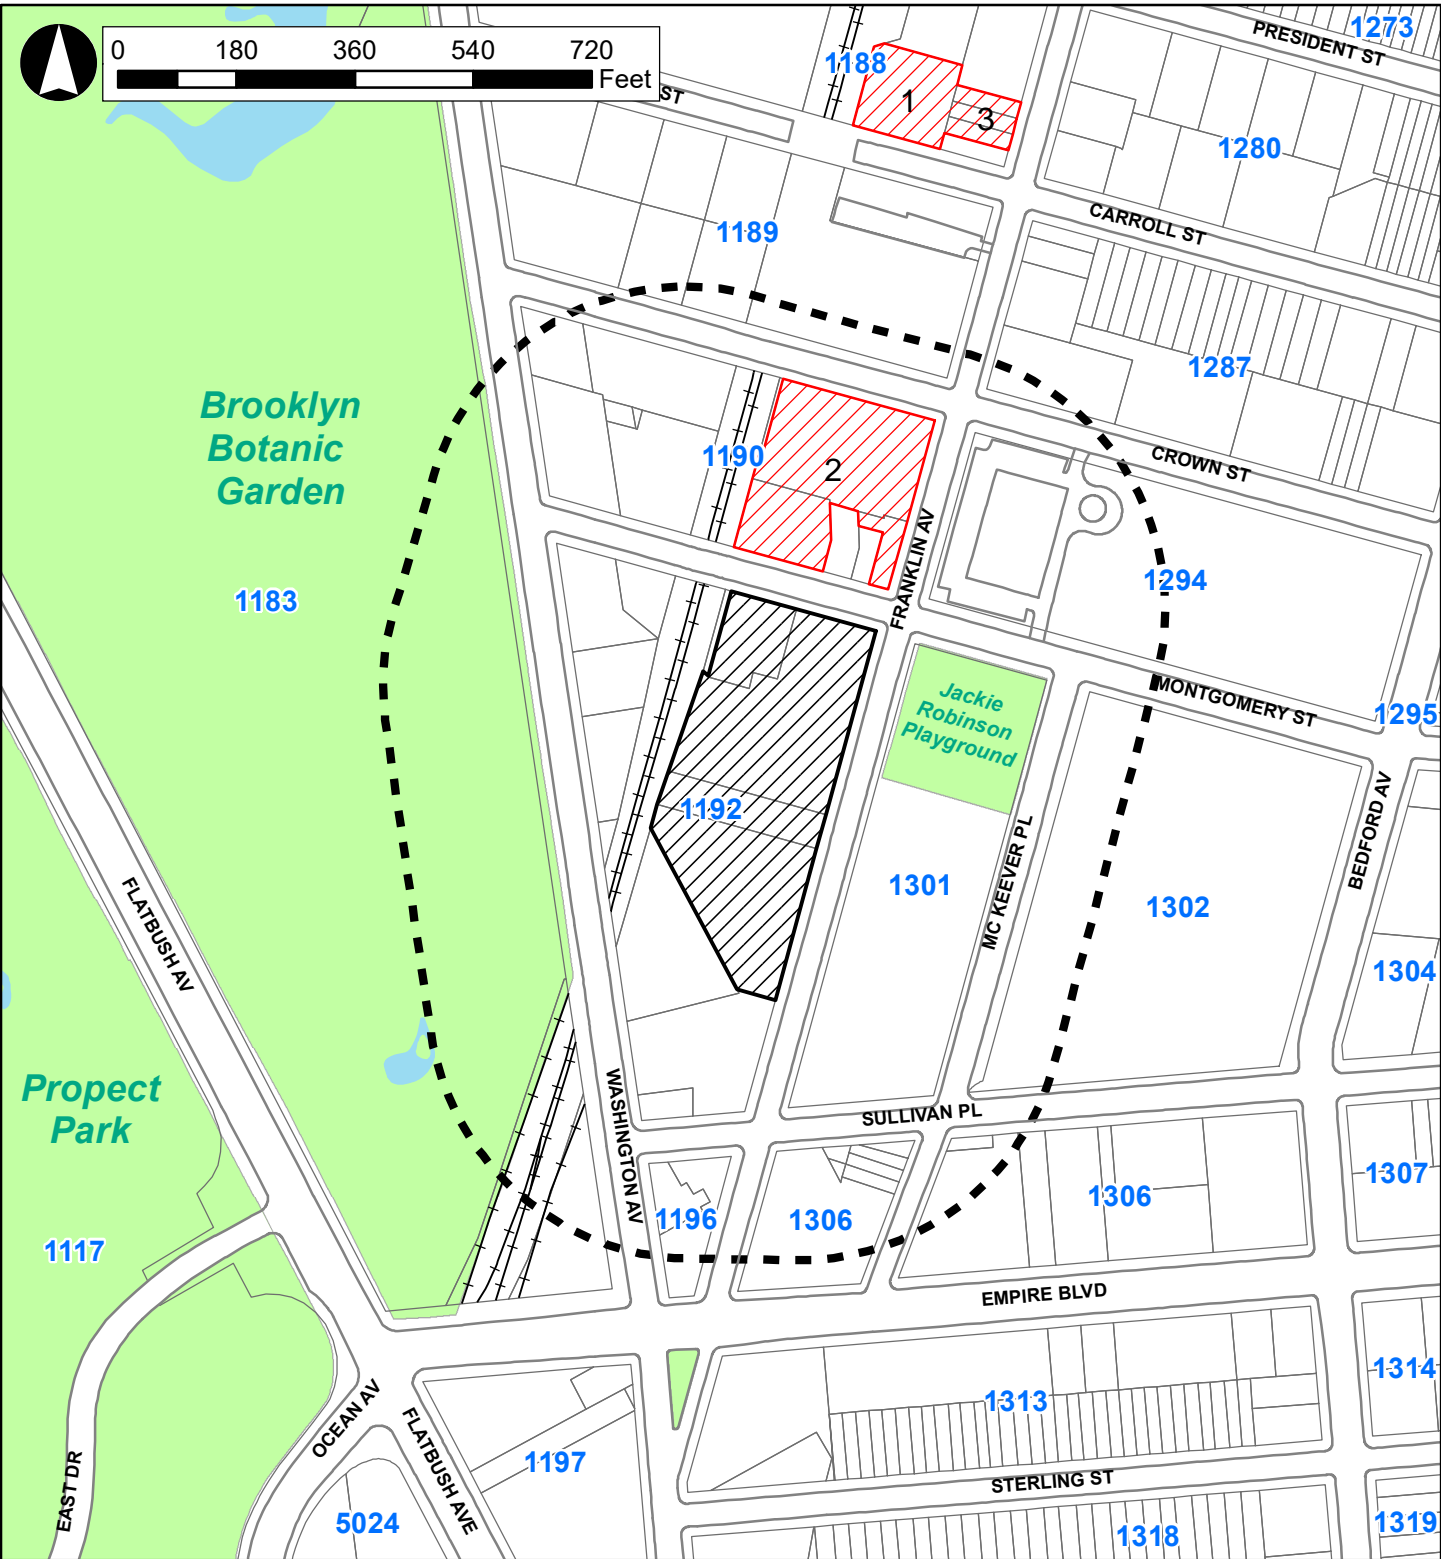 0 180 360 540 720
Feet
ST
1188
1
3
1273
PRESIDENT ST
1280
1189
CARROLL ST
1287
Brooklyn
Botanic
Garden
1190
2
CROWN ST
FRANKLIN AV
1183
1294
Jackie
Robinson
Playground
MONTGOMERY ST
1295
1192
BEDFORD AV
MC KEEVER PL
1301
1302
1304
FLATBUSH AV
Propect
Park
WASHINGTON AV
SULLIVAN PL
1307
1306
1196
1306
1117
EMPIRE BLVD
1314
1313
OCEAN AV
FLATBUSH AVE
1197
STERLING ST
EAST DR
5024
1318
1319